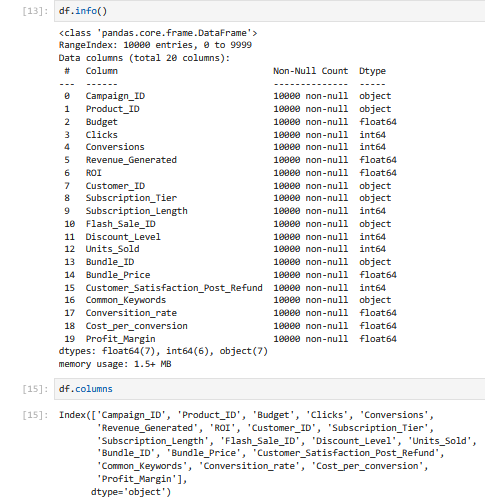 [13]: df.info()
<class 'pandas.core.frame.DataFrame'>
RangeIndex: 10000 entries, 0 to 9999
Data columns (total 20 columns):
 #   Column                          Non-Null Count  Dtype
---  ------                          --------------  -----
 0   Campaign_ID                     10000 non-null  object
 1   Product_ID                      10000 non-null  object
 2   Budget                          10000 non-null  float64
 3   Clicks                          10000 non-null  int64
 4   Conversions                     10000 non-null  int64
 5   Revenue_Generated               10000 non-null  float64
 6   ROI                             10000 non-null  float64
 7   Customer_ID                     10000 non-null  object
 8   Subscription_Tier               10000 non-null  object
 9   Subscription_Length             10000 non-null  int64
 10  Flash_Sale_ID                   10000 non-null  object
 11  Discount_Level                  10000 non-null  int64
 12  Units_Sold                      10000 non-null  int64
 13  Bundle_ID                       10000 non-null  object
 14  Bundle_Price                    10000 non-null  float64
 15  Customer_Satisfaction_Post_Refund  10000 non-null  int64
 16  Common_Keywords                 10000 non-null  object
 17  Conversition_rate               10000 non-null  float64
 18  Cost_per_conversion             10000 non-null  float64
 19  Profit_Margin                   10000 non-null  float64
dtypes: float64(7), int64(6), object(7)
memory usage: 1.5+ MB
[15]: df.columns
[15]: Index(['Campaign_ID', 'Product_ID', 'Budget', 'Clicks', 'Conversions',
'Revenue_Generated', 'ROI', 'Customer_ID', 'Subscription_Tier',
'Subscription_Length', 'Flash_Sale_ID', 'Discount_Level', 'Units_Sold',
'Bundle_ID', 'Bundle_Price', 'Customer_Satisfaction_Post_Refund',
'Common_Keywords', 'Conversition_rate', 'Cost_per_conversion',
'Profit_Margin'],
dtype='object')